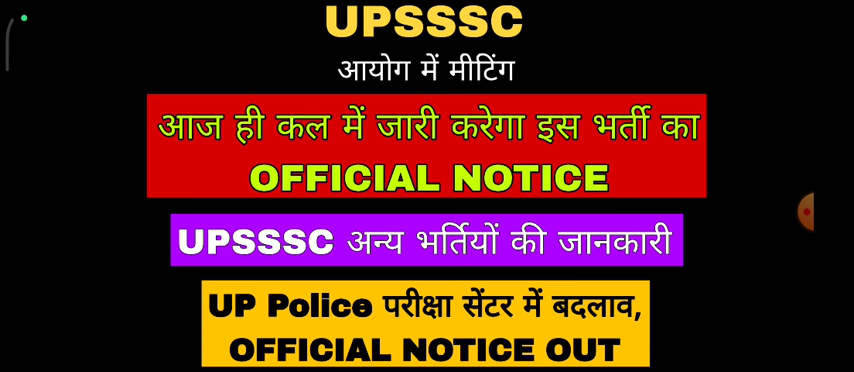 UPSSSC
आयोग में मीटिंग
आज ही कल में जारी करेगा इस भर्ती का
OFFICIAL NOTICE
UPSSSC अन्य भर्तियों की जानकारी
UP Police परीक्षा सेंटर में बदलाव,
OFFICIAL NOTICE OUT